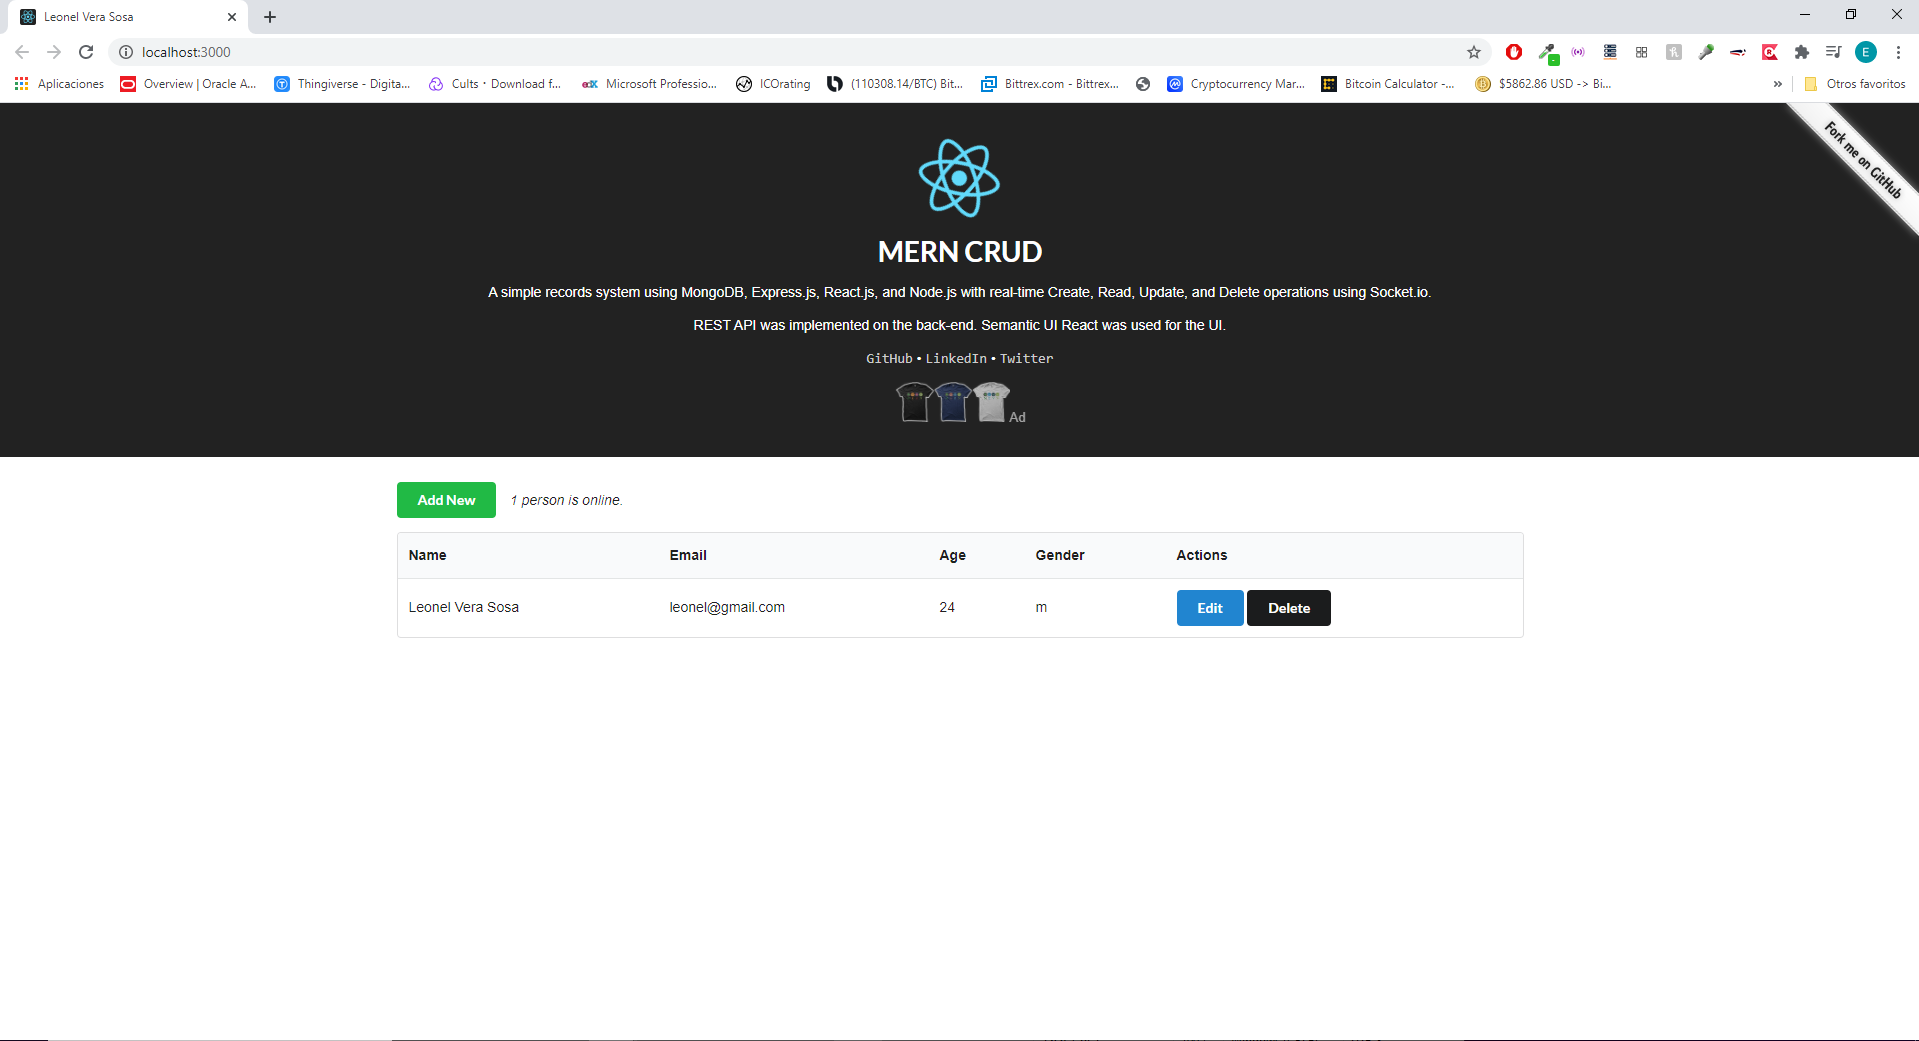 Leonel Vera Sosa
localhost:3000
E
Aplicaciones
Overview | Oracle A...
Thingiverse - Digita...
Cults・Download f...
edX
Microsoft Professio...
ICOrating
(110308.14/BTC) Bit...
Bittrex.com - Bittrex...
Cryptocurrency Mar...
Bitcoin Calculator -...
$5862.86 USD -> Bi...
»
Otros favoritos
Fork me on GitHub
MERN CRUD
A simple records system using MongoDB, Express.js, React.js, and Node.js with real-time Create, Read, Update, and Delete operations using Socket.io.
REST API was implemented on the back-end. Semantic UI React was used for the UI.
GitHub • LinkedIn • Twitter
Ad
Add New 1 person is online.
Name Email Age Gender Actions
Leonel Vera Sosa leonel@gmail.com 24 m Edit Delete